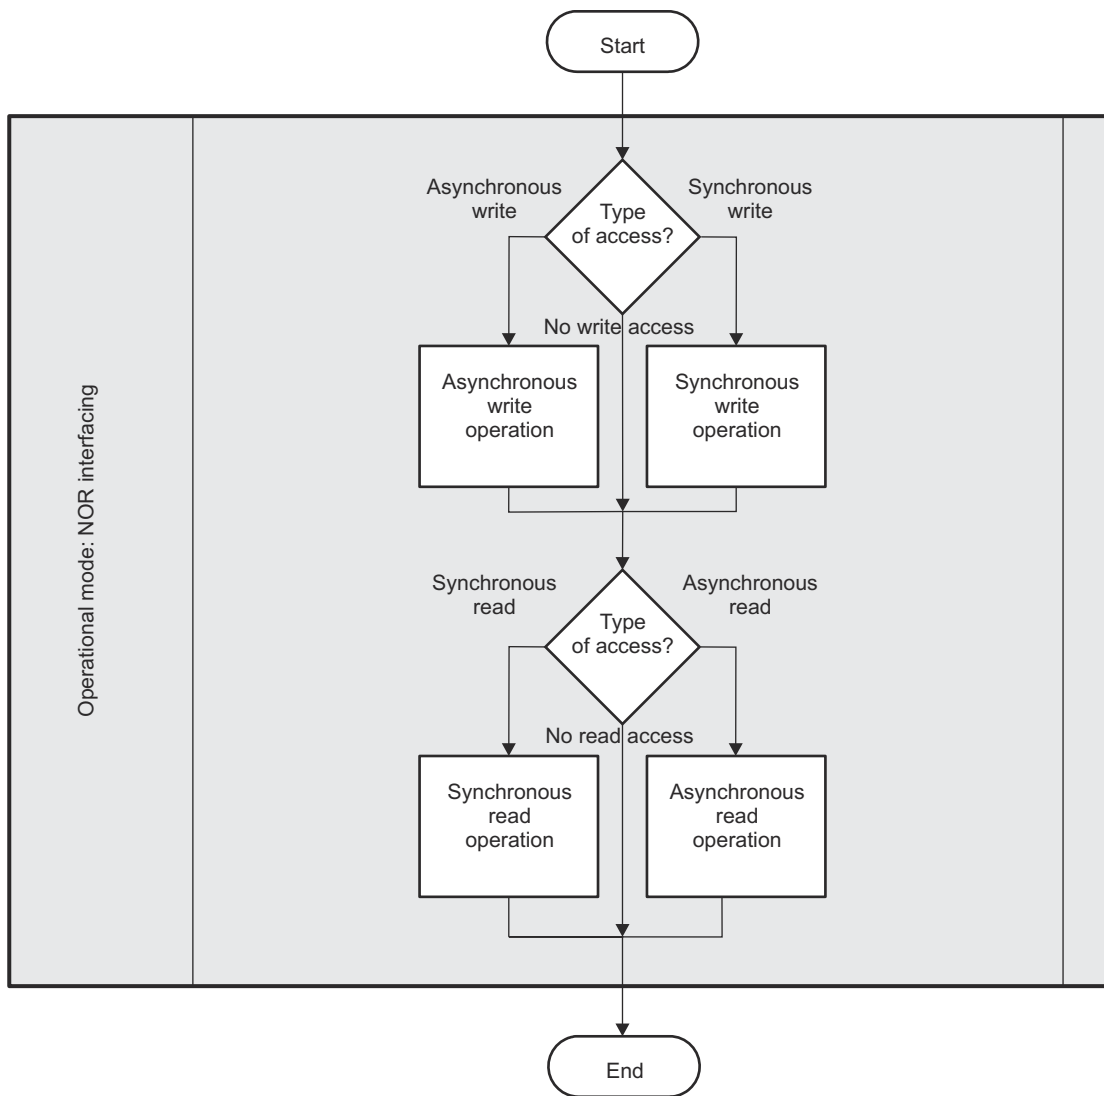 Start
Asynchronous
write
Synchronous
write
Type
of access?
No write access
Asynchronous
write
operation
Synchronous
write
operation
Operational mode: NOR interfacing
Synchronous
read
Asynchronous
read
Type
of access?
No read access
Synchronous
read
operation
Asynchronous
read
operation
End